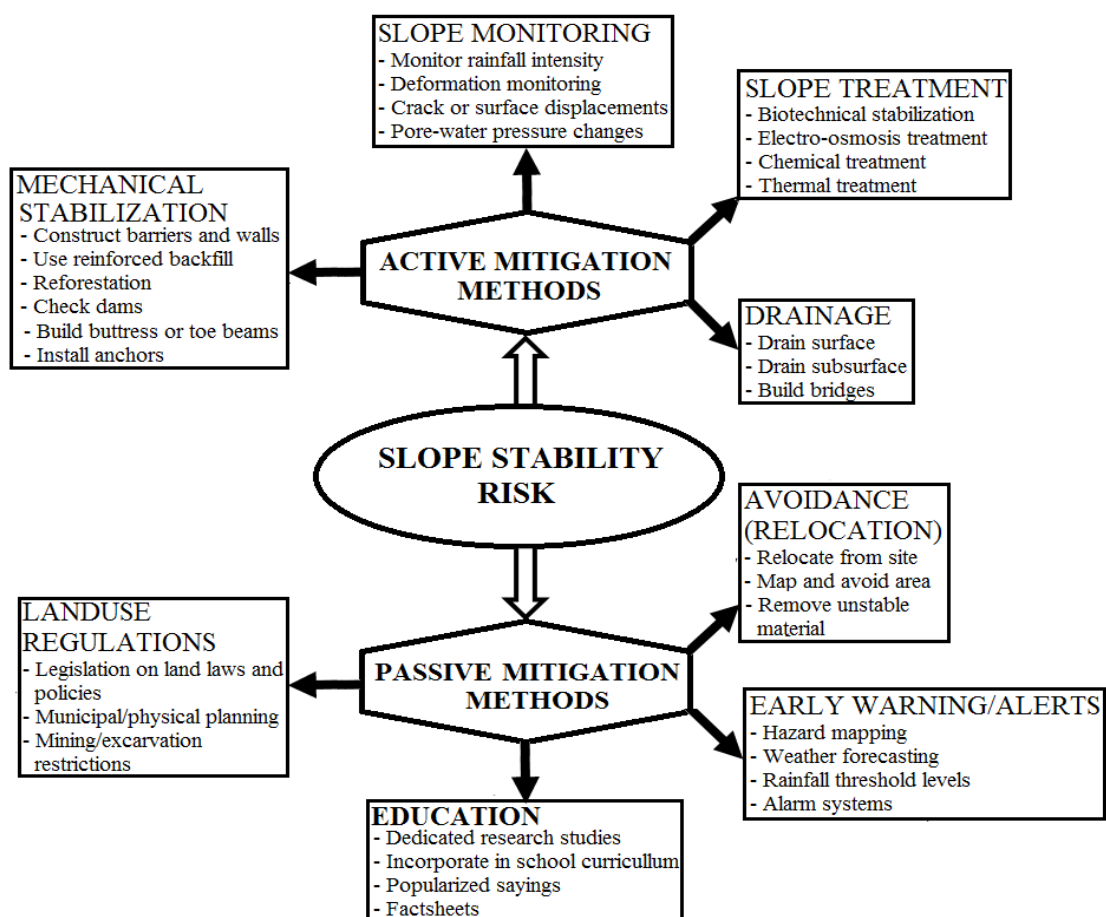 SLOPE MONITORING
- Monitor rainfall intensity
- Deformation monitoring
- Crack or surface displacements
- Pore-water pressure changes
SLOPE TREATMENT
- Biotechnical stabilization
- Electro-osmosis treatment
- Chemical treatment
- Thermal treatment
MECHANICAL
STABILIZATION
- Construct barriers and walls
- Use reinforced backfill
- Reforestation
- Check dams
- Build buttress or toe beams
- Install anchors
ACTIVE MITIGATION
METHODS
DRAINAGE
- Drain surface
- Drain subsurface
- Build bridges
SLOPE STABILITY
RISK
AVOIDANCE
(RELOCATION)
- Relocate from site
- Map and avoid area
- Remove unstable
material
LANDUSE
REGULATIONS
- Legislation on land laws and
policies
- Municipal/physical planning
- Mining/excarvation
restrictions
PASSIVE MITIGATION
METHODS
EARLY WARNING/ALERTS
- Hazard mapping
- Weather forecasting
- Rainfall threshold levels
- Alarm systems
EDUCATION
- Dedicated research studies
- Incorporate in school curricullum
- Popularized sayings
- Factsheets